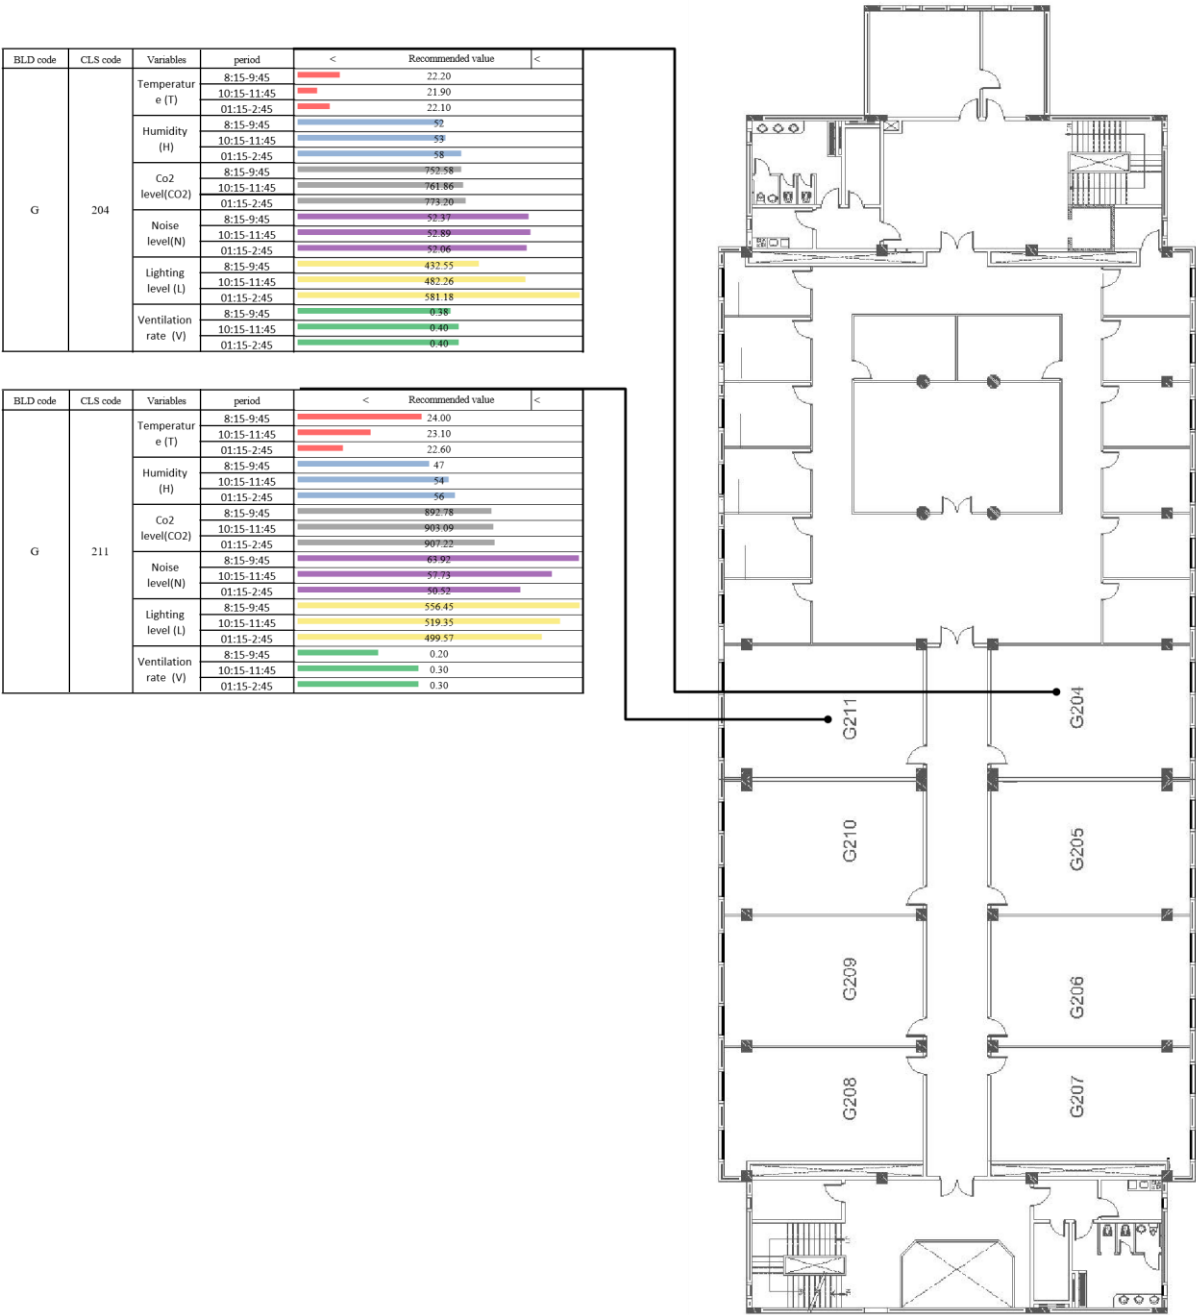 BLD code CLS code Variables period < Recommended value <
G 204
Temperatur
e (T)
8:15-9:45 22.20
10:15-11:45 21.90
01:15-2:45 22.10
Humidity
(H)
8:15-9:45 52
10:15-11:45 53
01:15-2:45 58
Co2
level(CO2)
8:15-9:45 752.58
10:15-11:45 761.86
01:15-2:45 773.20
Noise
level(N)
8:15-9:45 52.37
10:15-11:45 52.89
01:15-2:45 52.06
Lighting
level (L)
8:15-9:45 432.55
10:15-11:45 482.26
01:15-2:45 581.18
Ventilation
rate (V)
8:15-9:45 0.38
10:15-11:45 0.40
01:15-2:45 0.40
BLD code CLS code Variables period < Recommended value <
G 211
Temperatur
e (T)
8:15-9:45 24.00
10:15-11:45 23.10
01:15-2:45 22.60
Humidity
(H)
8:15-9:45 47
10:15-11:45 54
01:15-2:45 56
Co2
level(CO2)
8:15-9:45 892.78
10:15-11:45 903.09
01:15-2:45 907.22
Noise
level(N)
8:15-9:45 63.92
10:15-11:45 57.73
01:15-2:45 50.52
Lighting
level (L)
8:15-9:45 556.45
10:15-11:45 519.35
01:15-2:45 499.57
Ventilation
rate (V)
8:15-9:45 0.20
10:15-11:45 0.30
01:15-2:45 0.30
G211
G204
G210
G205
G209
G206
G208
G207